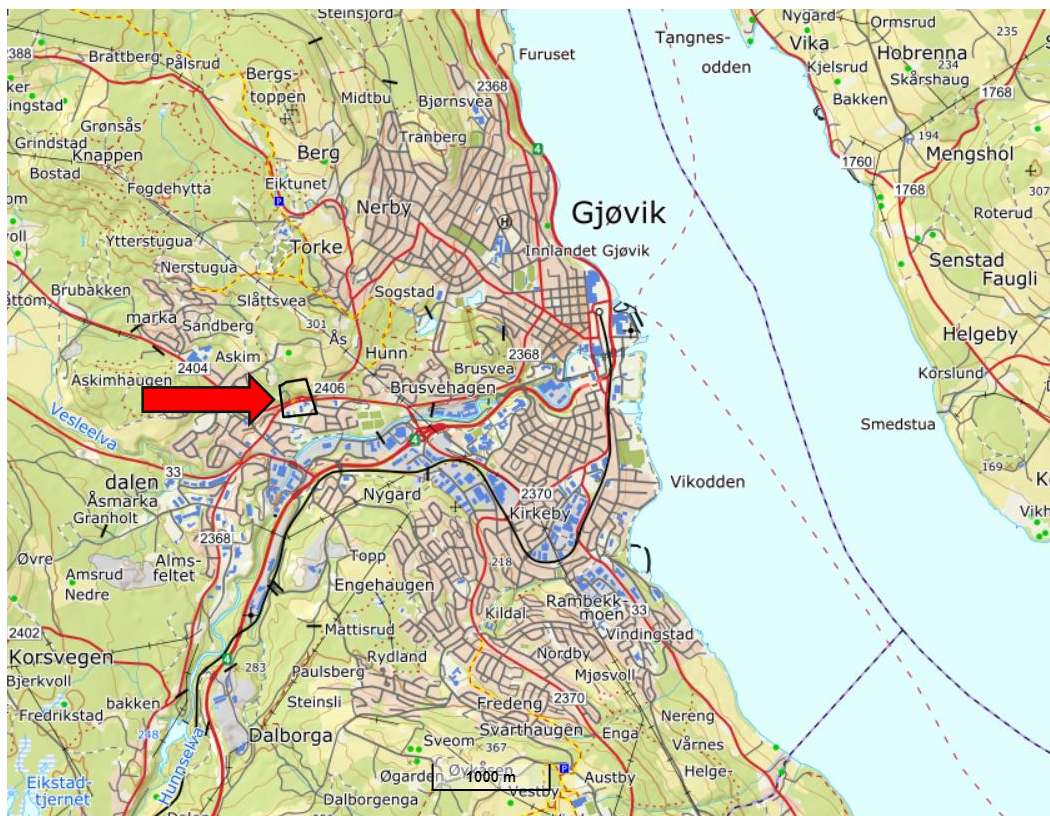 Steinsjord
Nygard
Ormsrud
235
Vika
Tangnes-
odden
Hobrenna
2388
Brattberg
Pålsrud
Furuset
Kjelsrud
234
Skårshaug
Bergs-
toppen
2368
1768
Midtbu
Bjørnsvea
Bakken
Grønsås
Tranberg
194
Grindstad
Knappen
Berg
4
Mengshol
Bostad
1760
Fogdehytta
Eiktunet
1768
307
P
Nerby
H
Gjøvik
Roterud
Ytterstugua
Torke
Innlandet Gjøvik
Senstad
Nerstugua
Faugli
Brubakken
Slåttsvea
Sogstad
marka
Sandberg
301
Ås
Helgeby
Askim
Hunn
2368
2404
Brusvea
Korslund
Askimhaugen
2406
Brusvehagen
Vesleelva
4
Smedstua
33
dalen
169
Åsmarka
Nygard
Vikodden
Granholt
2370
Kirkeby
2368
Øvre
Alms-
feltet
Topp
218
Amsrud
Nedre
Engehaugen
Kildal
Rambekk-
moen
33
2402
Mattisrud
Vindingstad
Korsvegen
4
283
Rydland
Nordby
Bjerkvoll
Paulsberg
Mjøsvoll
bakken
Steinsli
Fredeng
2370
Fredrikstad
Nereng
248
Dalborga
Svarthaugen
Enga
Hunnselva
Sveom
367
Vårnes
Eikstad-
tjernet
Øgarden
Øvkåsen
1000 m
P
Austby
Helge-
Dalborgenga
Vestby